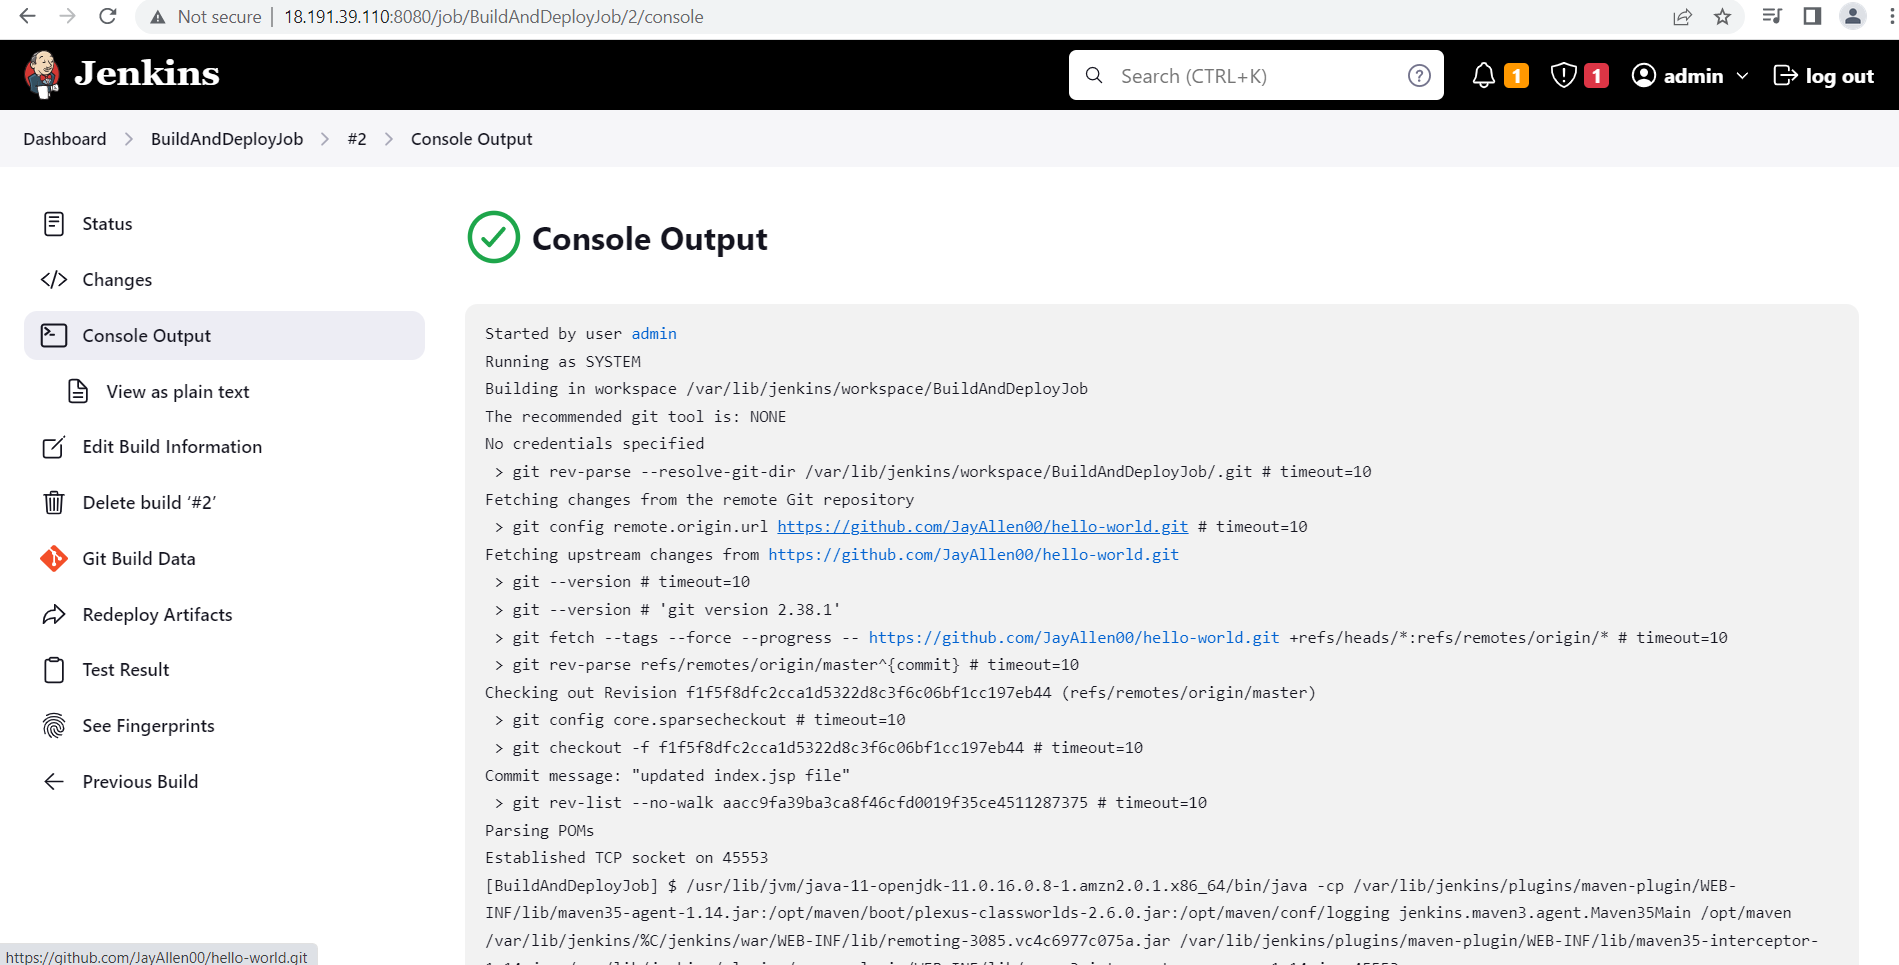 Not secure | 18.191.39.110:8080/job/BuildAndDeployJob/2/console
Jenkins
Search (CTRL+K)
?
1
1
admin
log out
Dashboard
BuildAndDeployJob
#2
Console Output
Status
Changes
Console Output
View as plain text
Edit Build Information
Delete build ‘#2’
Git Build Data
Redeploy Artifacts
Test Result
See Fingerprints
Previous Build
Console Output
Started by user admin
Running as SYSTEM
Building in workspace /var/lib/jenkins/workspace/BuildAndDeployJob
The recommended git tool is: NONE
No credentials specified
> git rev-parse --resolve-git-dir /var/lib/jenkins/workspace/BuildAndDeployJob/.git # timeout=10
Fetching changes from the remote Git repository
> git config remote.origin.url https://github.com/JayAllen00/hello-world.git # timeout=10
Fetching upstream changes from https://github.com/JayAllen00/hello-world.git
> git --version # timeout=10
> git --version # 'git version 2.38.1'
> git fetch --tags --force --progress -- https://github.com/JayAllen00/hello-world.git +refs/heads/*:refs/remotes/origin/* # timeout=10
> git rev-parse refs/remotes/origin/master^{commit} # timeout=10
Checking out Revision f1f5f8dfc2cca1d5322d8c3f6c06bf1cc197eb44 (refs/remotes/origin/master)
> git config core.sparsecheckout # timeout=10
> git checkout -f f1f5f8dfc2cca1d5322d8c3f6c06bf1cc197eb44 # timeout=10
Commit message: "updated index.jsp file"
> git rev-list --no-walk aacc9fa39ba3ca8f46cfd0019f35ce4511287375 # timeout=10
Parsing POMs
Established TCP socket on 45553
[BuildAndDeployJob] $ /usr/lib/jvm/java-11-openjdk-11.0.16.0.8-1.amzn2.0.1.x86_64/bin/java -cp /var/lib/jenkins/plugins/maven-plugin/WEB-
INF/lib/maven35-agent-1.14.jar:/opt/maven/boot/plexus-classworlds-2.6.0.jar:/opt/maven/conf/logging jenkins.maven3.agent.Maven35Main /opt/maven
/var/lib/jenkins/%C/jenkins/war/WEB-INF/lib/remoting-3085.vc4c6977c075a.jar /var/lib/jenkins/plugins/maven-plugin/WEB-INF/lib/maven35-interceptor-
https://github.com/JayAllen00/hello-world.git